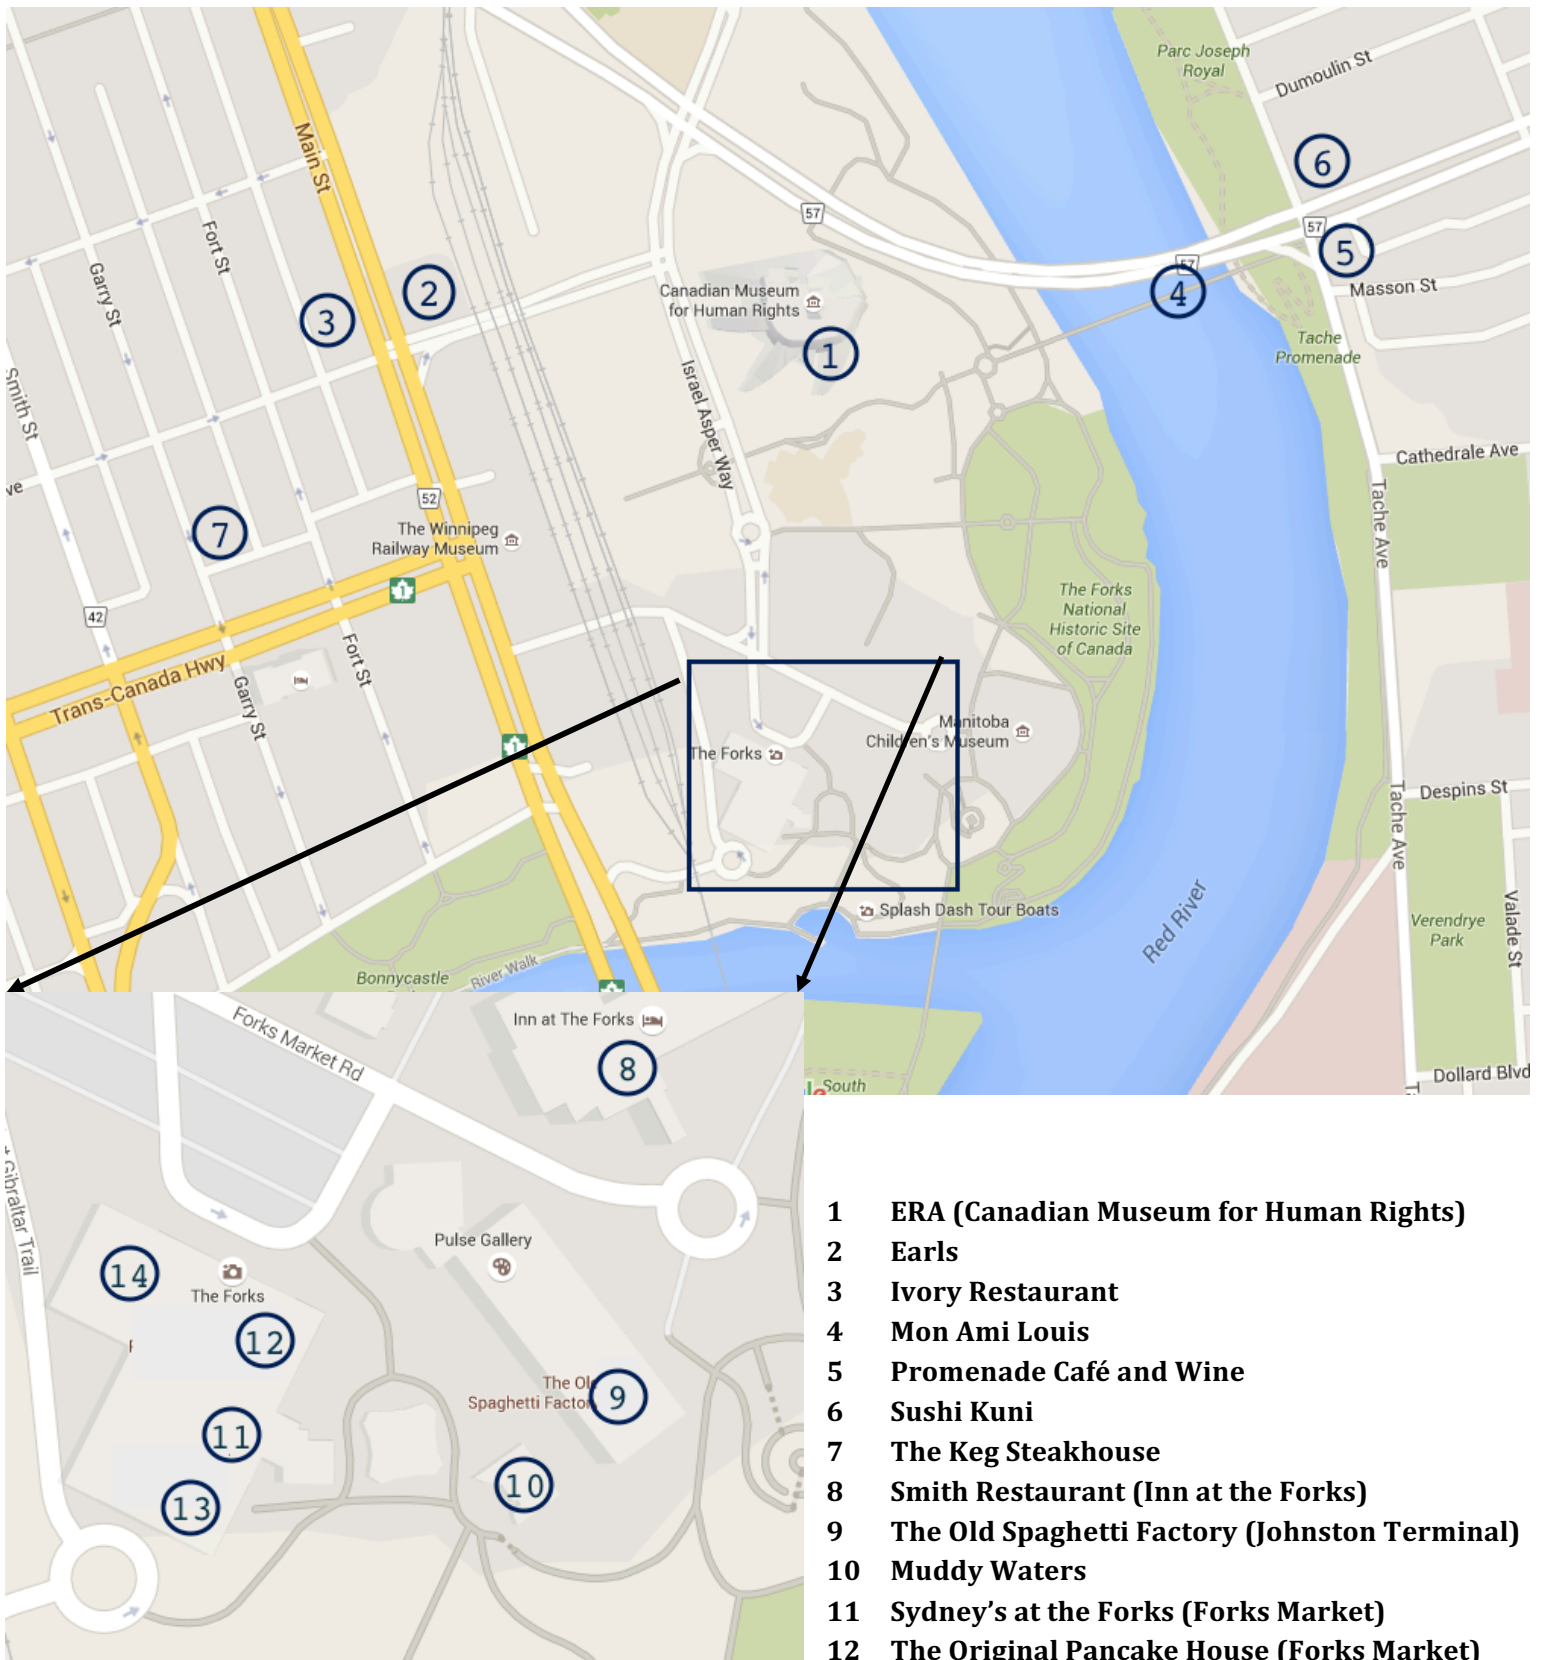 Parc Joseph
Royal
Dumoulin St
Main St
6
57
Fort St
57
5
Garry St
57
Canadian Museum
for Human Rights
2
4
Masson St
3
1
Tache
Promenade
Smith St
Israel Asper Way
Cathedrale Ave
ve
52
Tache Ave
7
The Winnipeg
Railway Museum
1
The Forks
National
Historic Site
of Canada
42
Fort St
Trans-Canada Hwy
Garry St
Manitoba
Children's Museum
1
The Forks
Despins St
Tache Ave
Splash Dash Tour Boats
Valade St
Red River
Verendrye
Park
Bonnycastle
River Walk
Dollard Blvd
South
Inn at The Forks
Forks Market Rd
8
Gibraltar Trail
Pulse Gallery
14
The Forks
12
The Ol
Spaghetti Factor
9
11
10
13
1 ERA (Canadian Museum for Human Rights)
2 Earls
3 Ivory Restaurant
4 Mon Ami Louis
5 Promenade Café and Wine
6 Sushi Kuni
7 The Keg Steakhouse
8 Smith Restaurant (Inn at the Forks)
9 The Old Spaghetti Factory (Johnston Terminal)
10 Muddy Waters
11 Sydney’s at the Forks (Forks Market)
12 The Original Pancake House (Forks Market)